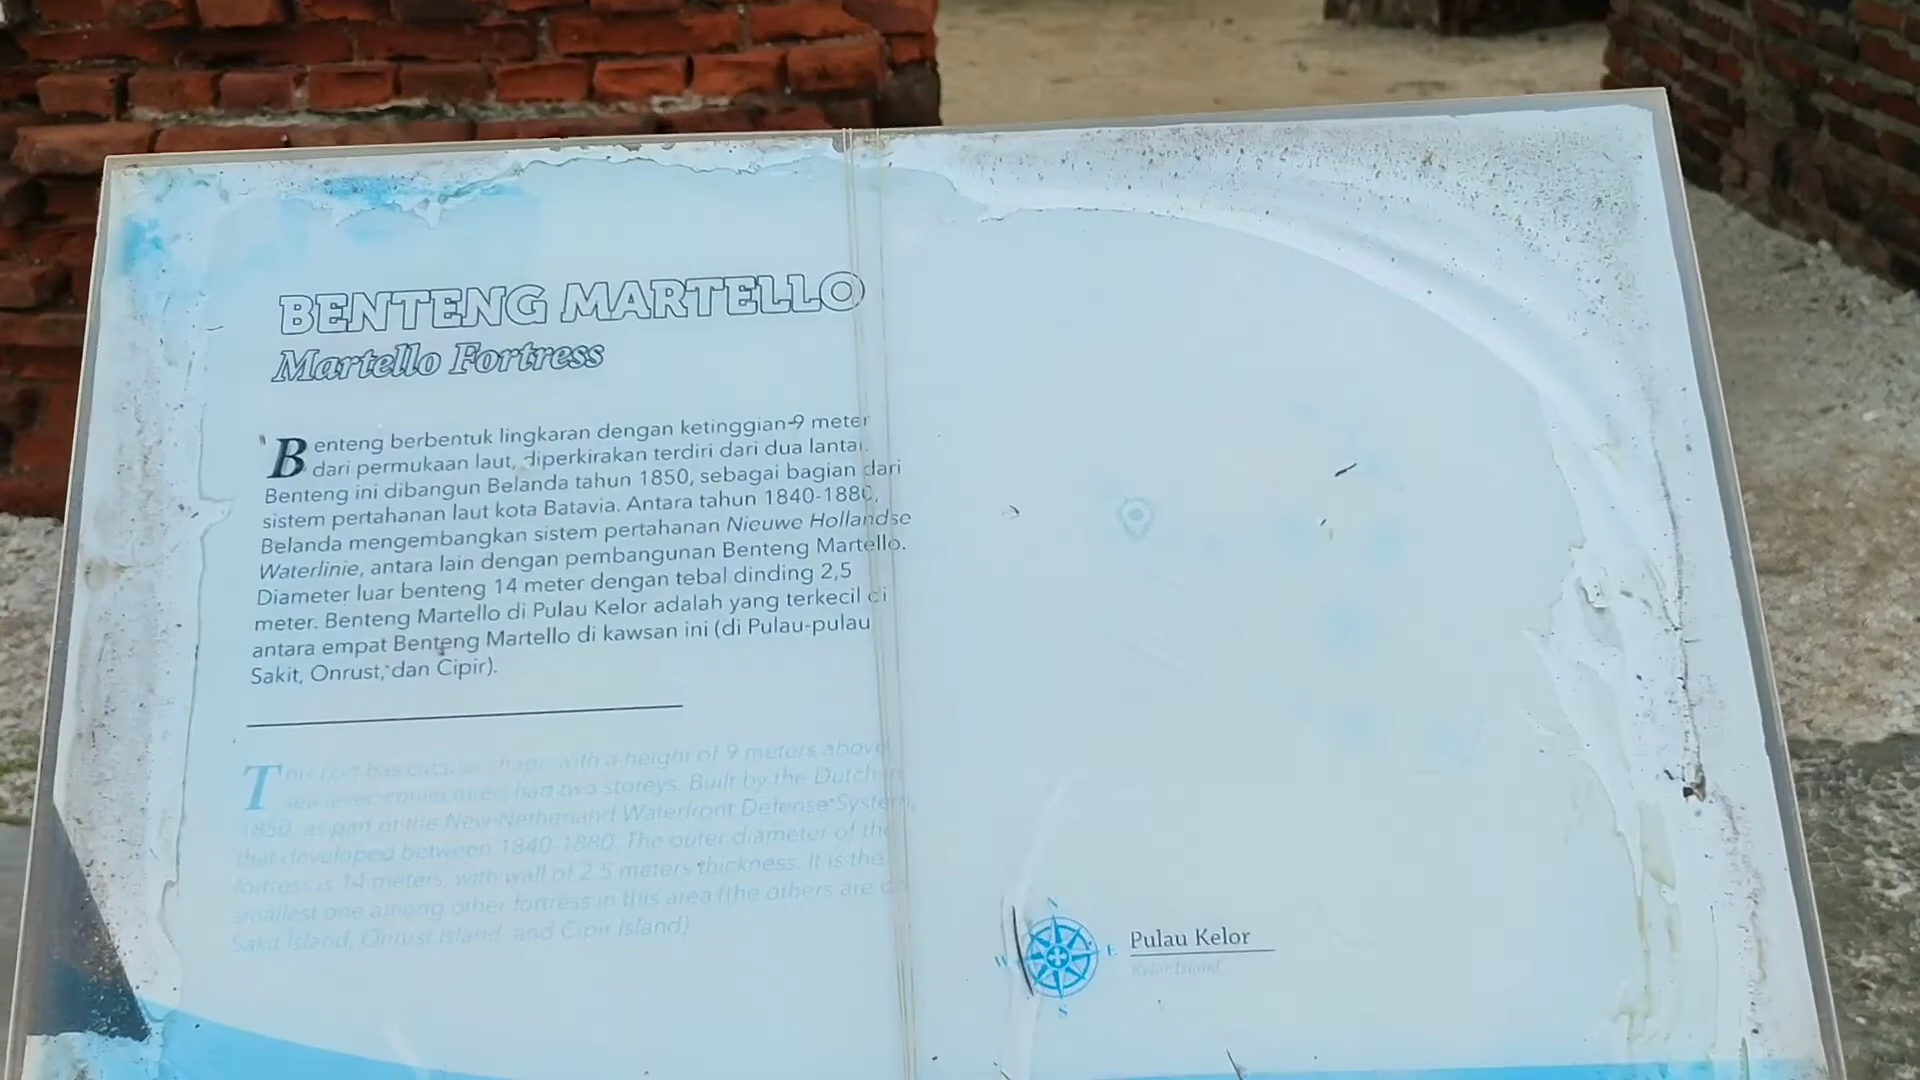 BENTENG MARTELLO
Martello Fortress
Benteng berbentuk lingkaran dengan ketinggian 9 meter
dari permukaan laut, diperkirakan terdiri dari dua lantai.
Benteng ini dibangun Belanda tahun 1850, sebagai bagian dari
sistem pertahanan laut kota Batavia. Antara tahun 1840-1880,
Belanda mengembangkan sistem pertahanan Nieuwe Hollandse
Waterlinie, antara lain dengan pembangunan Benteng Martello.
Diameter luar benteng 14 meter dengan tebal dinding 2,5
meter. Benteng Martello di Pulau Kelor adalah yang terkecil di
antara empat Benteng Martello di kawsan ini (di Pulau-pulau
Sakit, Onrust, dan Cipir).
This fort has circular shape with a height of 9 meters above
sea level had two storeys. Built by the Dutch in
1850, as part of the New Netherland Waterfront Defense System,
that developed between 1840-1880. The outer diameter of the
fortress is 14 meters, with wall of 2.5 meters thickness. It is the
smallest one among other fortress in this area (the others are
Sakit Island, Onrust Island, and Cipir Island)
N
W
E
S
Pulau Kelor
Kelor Island